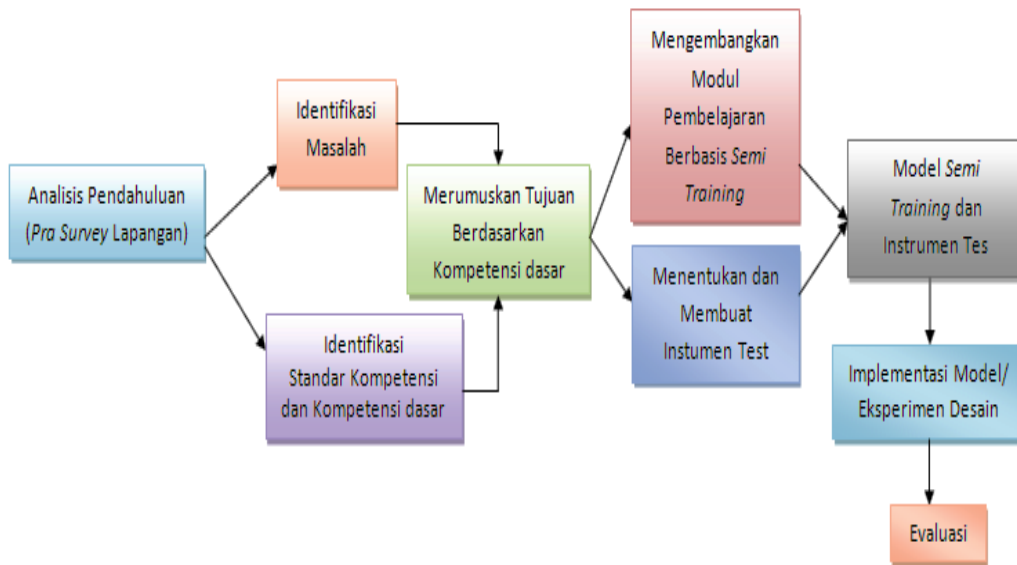 Analisis Pendahuluan
(Pra Survey Lapangan)
Identifikasi
Masalah
Identifikasi
Standar Kompetensi
dan Kompetensi dasar
Merumuskan Tujuan
Berdasarkan
Kompetensi dasar
Mengembangkan
Modul
Pembelajaran
Berbasis Semi
Training
Menentukan dan
Membuat
Instumen Test
Model Semi
Training dan
Instrumen Tes
Implementasi Model/
Eksperimen Desain
Evaluasi